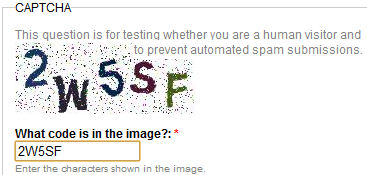 CAPTCHA
This question is for testing whether you are a human visitor and
to prevent automated spam submissions.
2W5SF
What code is in the image?: *
2W5SF
Enter the characters shown in the image.